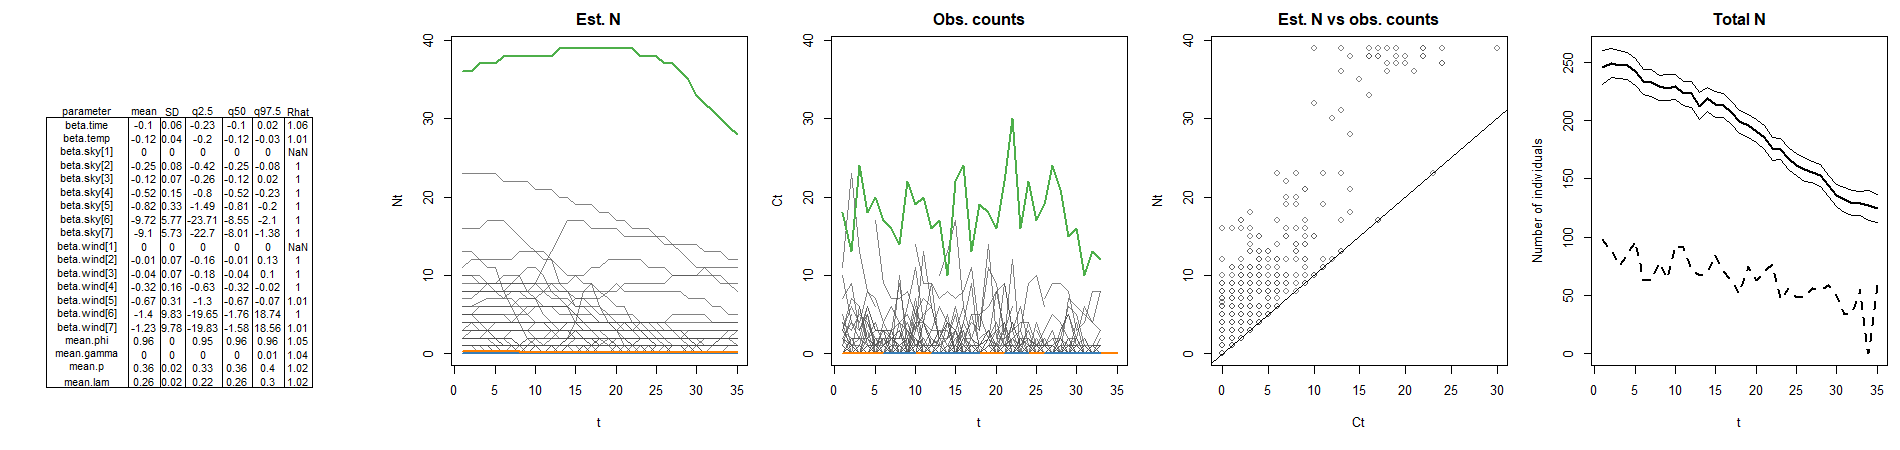 parameter mean SD q2.5 q50 q97.5 Rhat
beta.time -0.1 0.06 -0.23 -0.1 0.02 1.06
beta.temp -0.12 0.04 -0.2 -0.12 -0.03 1.01
beta.sky[1] 0 0 0 0 0 NaN
beta.sky[2] -0.25 0.08 -0.42 -0.25 -0.08 1
beta.sky[3] -0.12 0.07 -0.26 -0.12 0.02 1
beta.sky[4] -0.52 0.15 -0.8 -0.52 -0.23 1
beta.sky[5] -0.82 0.33 -1.49 -0.81 -0.2 1
beta.sky[6] -9.72 5.77 -23.71 -8.55 -2.1 1
beta.sky[7] -9.1 5.73 -22.7 -8.01 -1.38 1
beta.wind[1] 0 0 0 0 0 NaN
beta.wind[2] -0.01 0.07 -0.16 -0.01 0.13 1
beta.wind[3] -0.04 0.07 -0.18 -0.04 0.1 1
beta.wind[4] -0.32 0.16 -0.63 -0.32 -0.02 1
beta.wind[5] -0.67 0.31 -1.3 -0.67 -0.07 1.01
beta.wind[6] -1.4 9.83 -19.65 -1.76 18.74 1
beta.wind[7] -1.23 9.78 -19.83 -1.58 18.56 1.01
mean.phi 0.96 0 0.95 0.96 0.96 1.05
mean.gamma 0 0 0 0 0.01 1.04
mean.p 0.36 0.02 0.33 0.36 0.4 1.02
mean.lam 0.26 0.02 0.22 0.26 0.3 1.02
Est. N
Nt
40
30
20
10
0
0 5 10 15 20 25 30 35
t
Obs. counts
Ct
40
30
20
10
0
0 5 10 15 20 25 30 35
t
Est. N vs obs. counts
Nt
40
30
20
10
0
0 5 10 15 20 25 30
Ct
Total N
Number of individuals
250
200
150
100
50
0
0 5 10 15 20 25 30 35
t